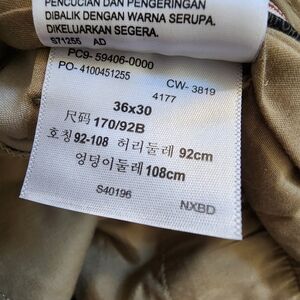 PENCUCIAN DAN PENGERINGAN
DIBALIK DENGAN WARNA SERUPA.
DIKELUARKAN SEGERA.
S71255 AD
PC9- 59406-0000
PO- 4100451255
CW- 3819
4177
36x30
尺码 170/92B
호칭 92-108 허리둘레 92cm
엉덩이둘레 108cm
S40196
NXBD